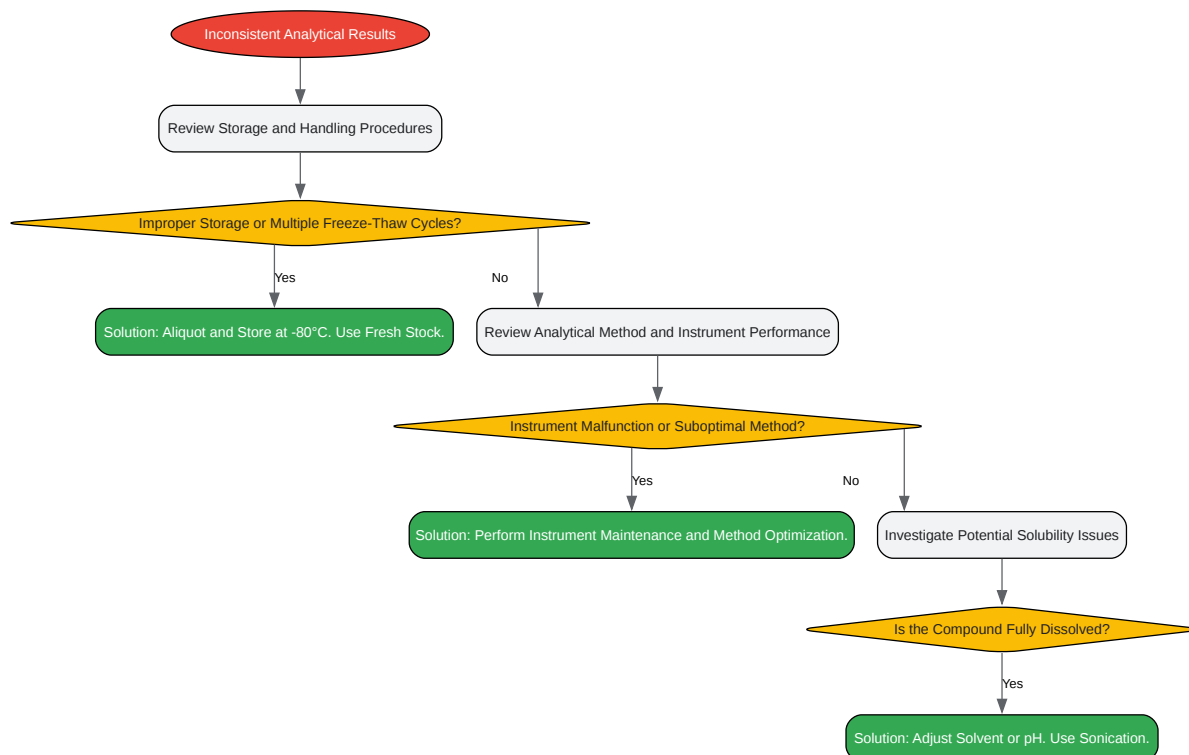 Inconsistent Analytical Results
Review Storage and Handling Procedures
Improper Storage or Multiple Freeze-Thaw Cycles?
Yes
No
Solution: Aliquot and Store at -80°C. Use Fresh Stock.
Review Analytical Method and Instrument Performance
Instrument Malfunction or Suboptimal Method?
Yes
No
Solution: Perform Instrument Maintenance and Method Optimization.
Investigate Potential Solubility Issues
Is the Compound Fully Dissolved?
Yes
Solution: Adjust Solvent or pH. Use Sonication.